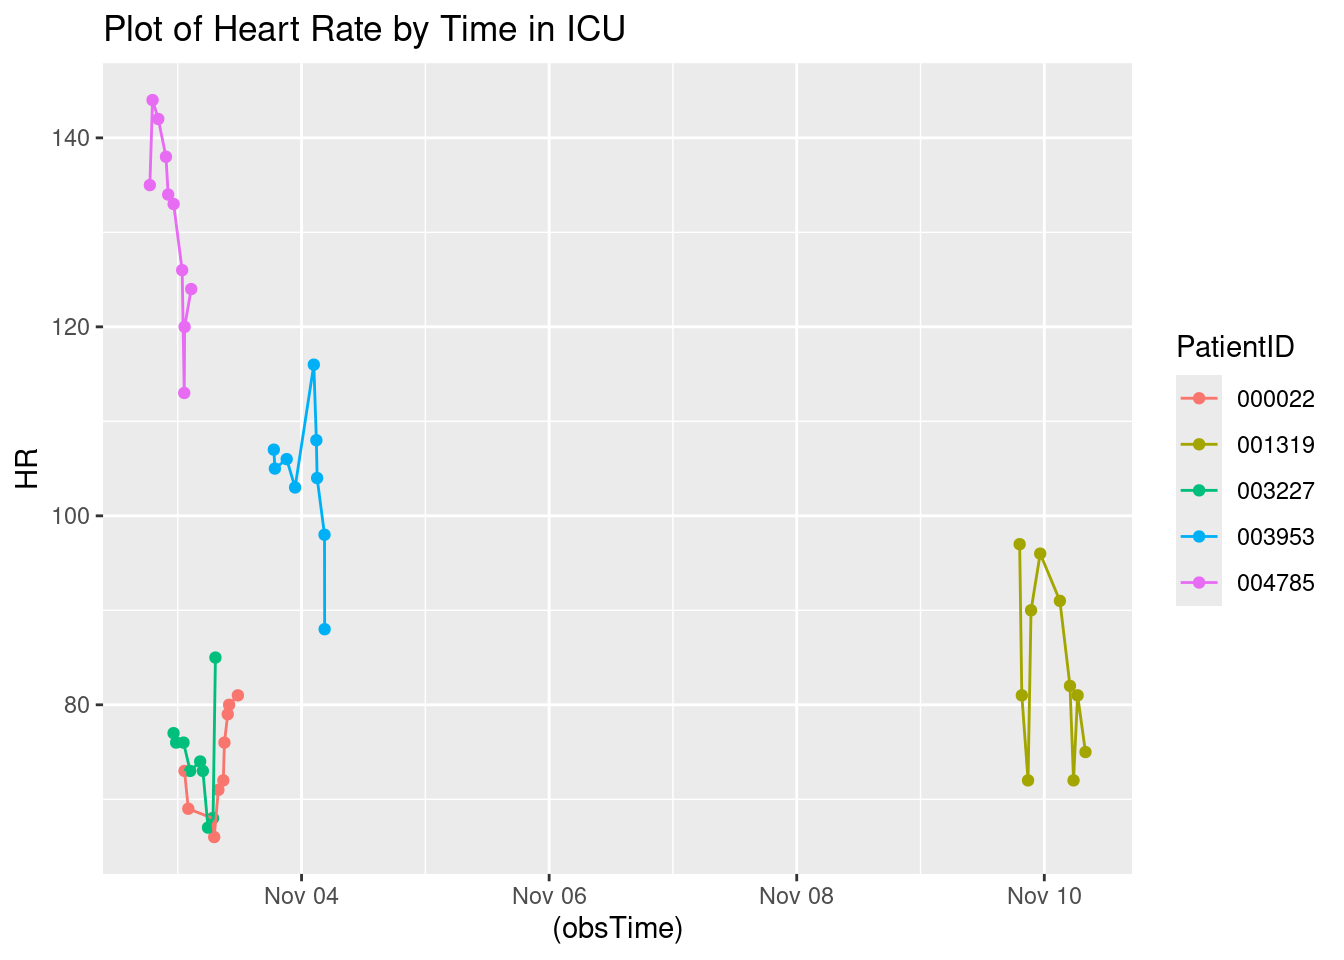 Plot of Heart Rate by Time in ICU
140
120
100
80
HR
Nov 04
Nov 06
Nov 08
Nov 10
(obsTime)
PatientID
000022
001319
003227
003953
004785